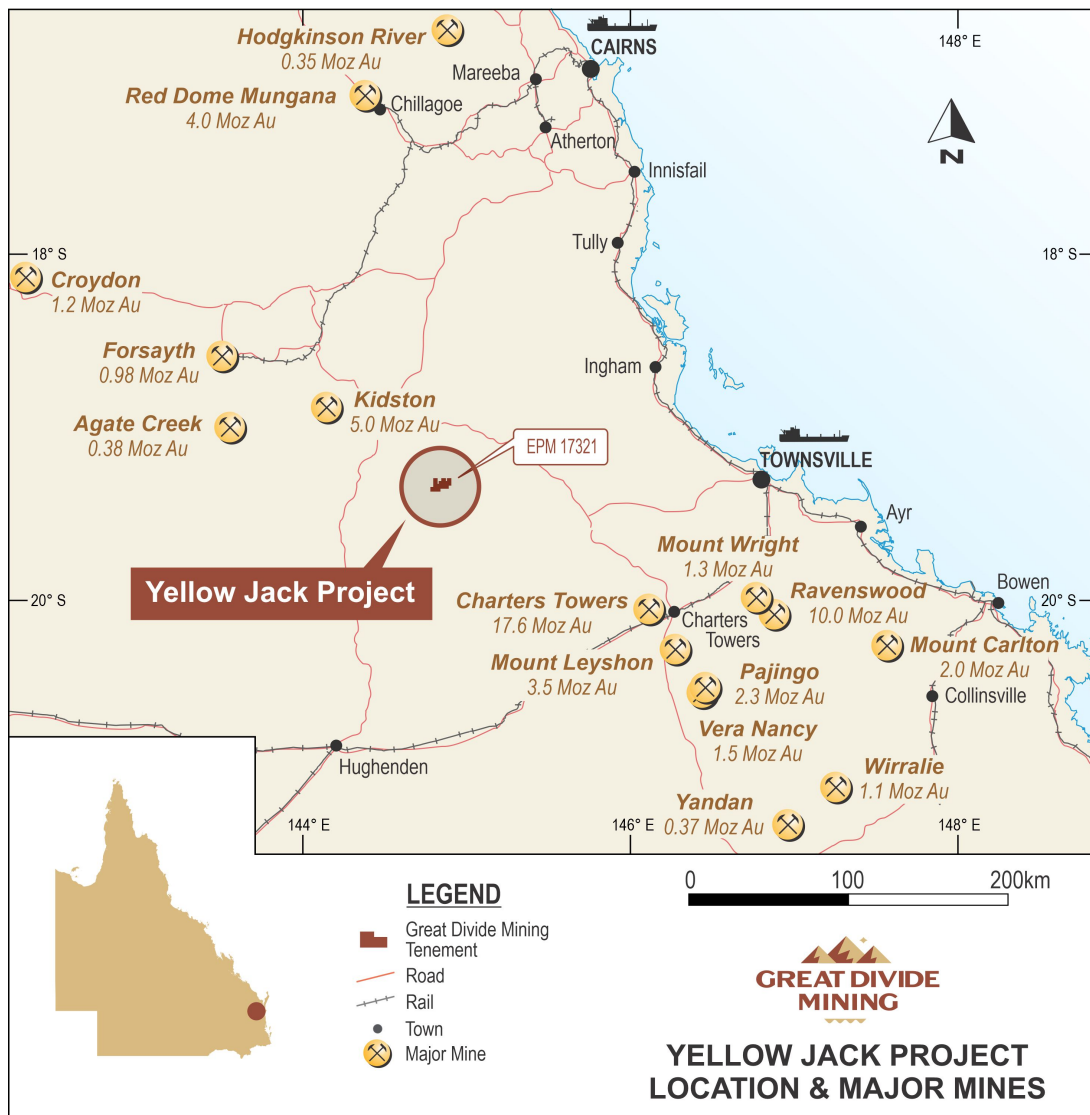 148° E
Hodgkinson River
0.35 Moz Au
CAIRNS
Mareeba
Red Dome Mungana
4.0 Moz Au
Chillagoe
Atherton
N
Innisfail
Tully
18° S
18° S
Croydon
1.2 Moz Au
Forsayth
0.98 Moz Au
Ingham
Kidston
5.0 Moz Au
Agate Creek
0.38 Moz Au
EPM 17321
TOWNSVILLE
Ayr
Mount Wright
1.3 Moz Au
Yellow Jack Project
Bowen
20° S
20° S
Charters Towers
17.6 Moz Au
Charters
Towers
Ravenswood
10.0 Moz Au
Mount Leyshon
3.5 Moz Au
Mount Carlton
2.0 Moz Au
Pajingo
2.3 Moz Au
Collinsville
Vera Nancy
1.5 Moz Au
Hughenden
Wirralie
1.1 Moz Au
Yandan
0.37 Moz Au
144° E
146° E
148° E
0 100 200km
LEGEND
Great Divide Mining
Tenement
Road
Rail
Town
Major Mine
GREAT DIVIDE
MINING
YELLOW JACK PROJECT
LOCATION & MAJOR MINES